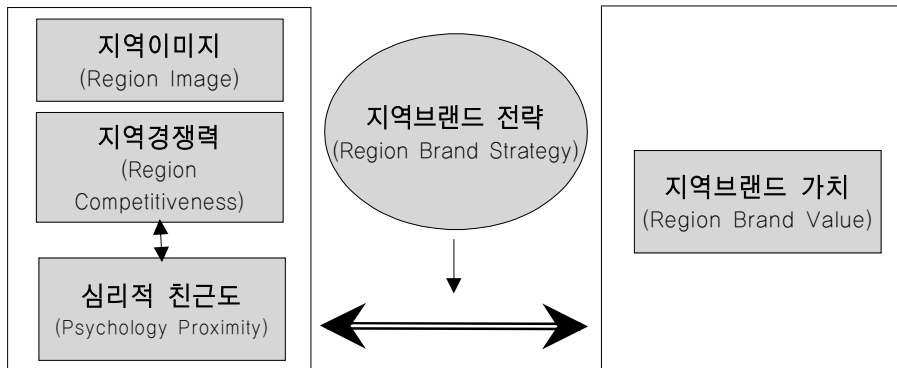 지역이미지
(Region Image)
지역경쟁력
(Region
Competitiveness)
심리적 친근도
(Psychology Proximity)
지역브랜드 전략
(Region Brand Strategy)
지역브랜드 가치
(Region Brand Value)